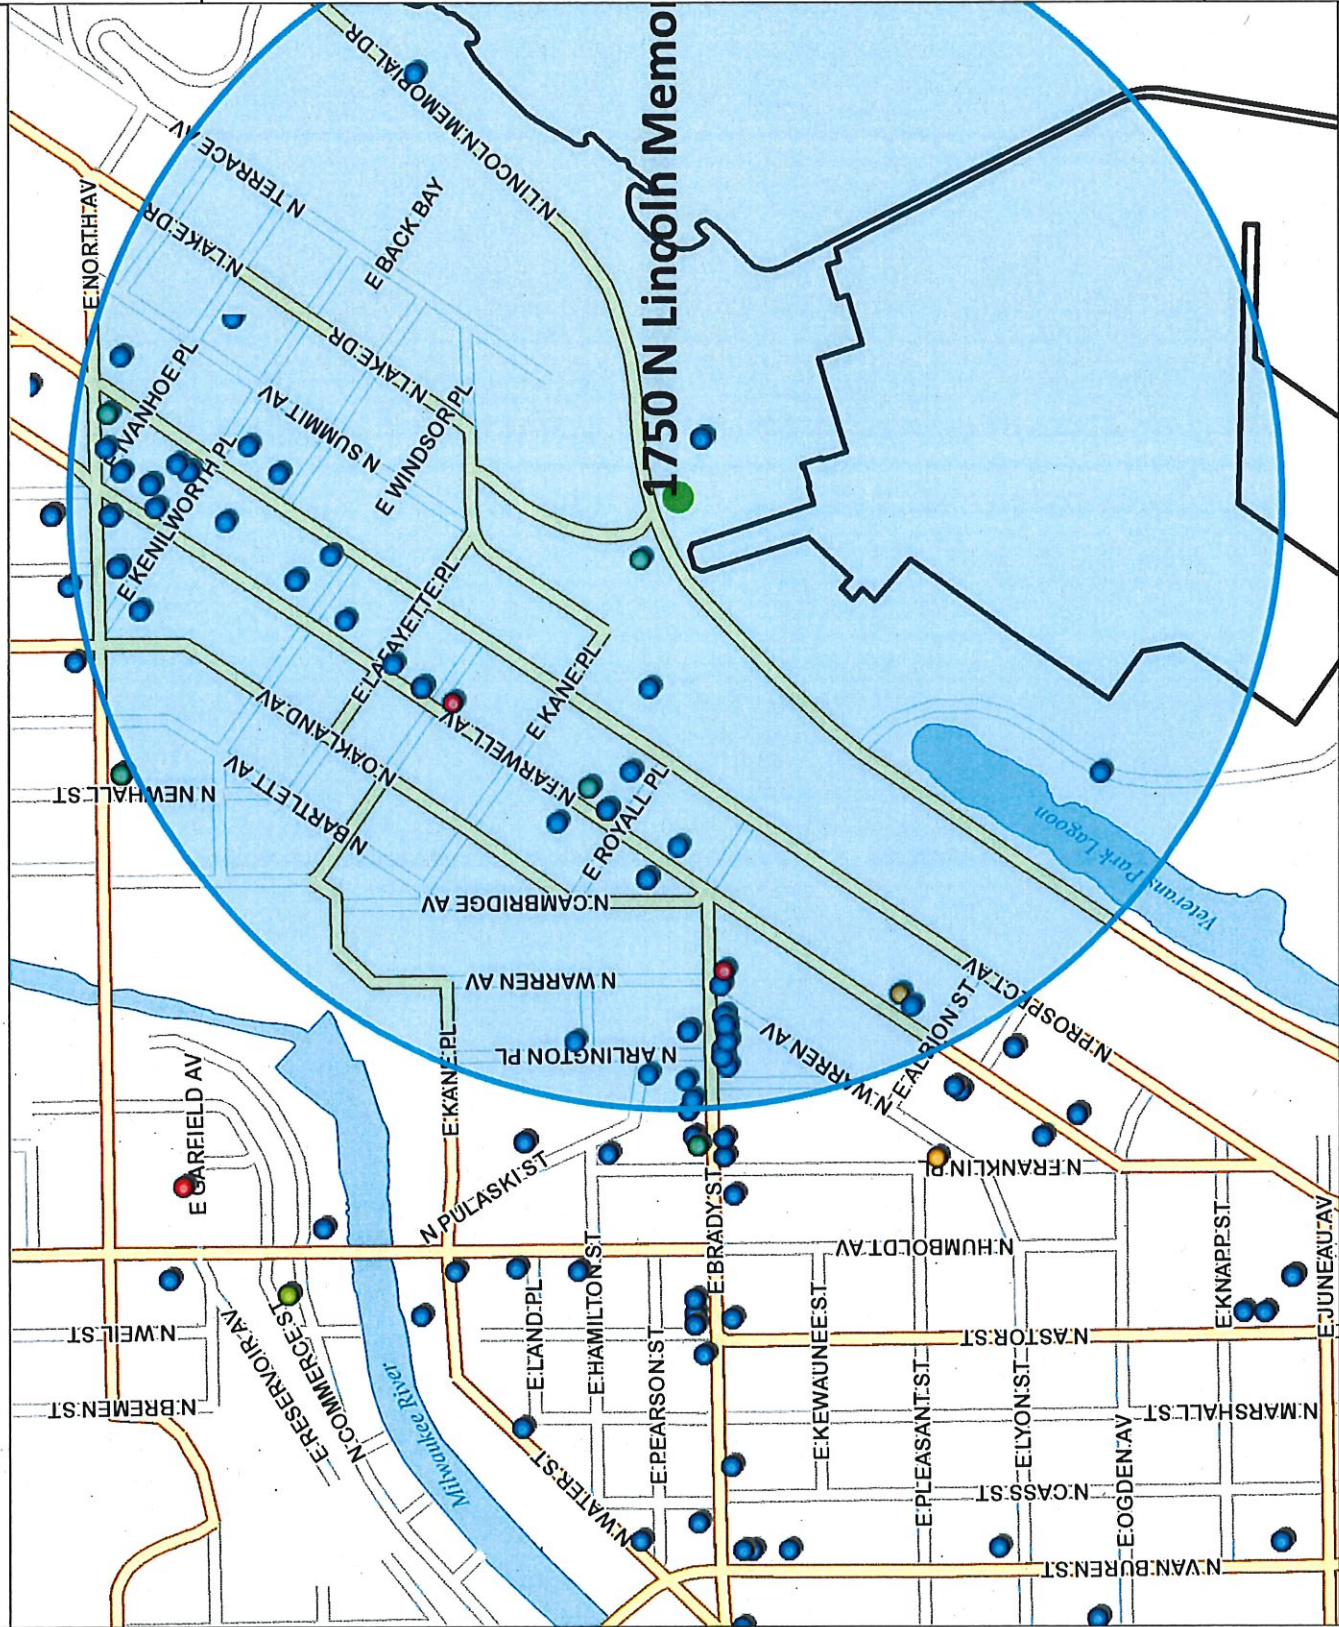 N LINCOLN MEMORIAL DR
N TERRACE AV
E NORTH AV
N LAKE DR
E BACK BAY
1750 N Lincoln Memor
N LAKE DR
E IVANHOE PL
N SUMMIT AV
E WINDSOR PL
E KENILWORTH PL
E LAFAYETTE PL
E KANE PL
N OAKLAND AV
N FARWELL AV
N NEWHALL ST
N BARTLETT AV
E ROYALL PL
Veterans Park Lagoon
N CAMBRIDGE AV
N WARREN AV
N ARLINGTON PL
N WARREN AV
E ALBION ST
N PROSPECT AV
E KANE PL
E GARFIELD AV
N PULASKI ST
N FRANKLIN PL
E BRADY ST
N HUMBOLDT AV
E KNAPP ST
E JUNEAU AV
N WEIL ST
E RESERVOIR AV
N COMMERCE ST
E LAND PL
E HAMILTON ST
E PEARSON ST
E KEWAUNEE ST
N ASTOR ST
N BREMEN ST
Milwaukee River
E PLEASANT ST
E LYON ST
E OGDEN AV
N MARSHALL ST
N WATER ST
N CASS ST
N VAN BUREN ST